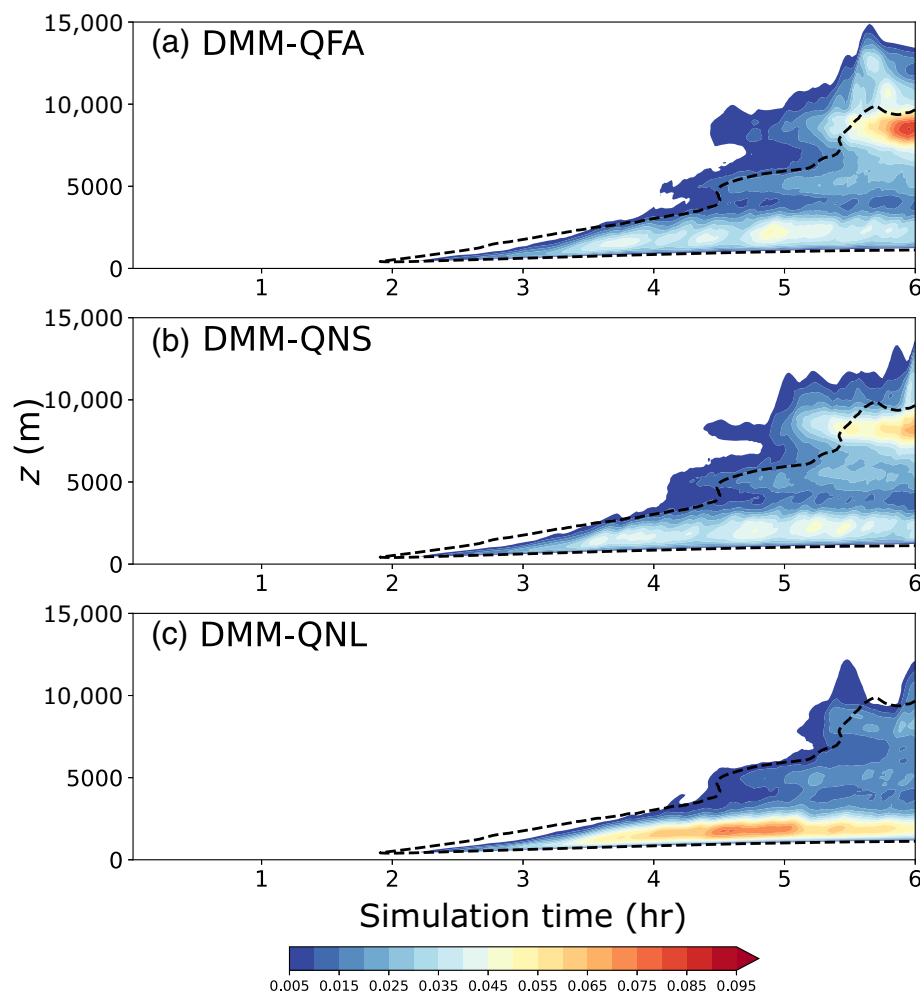 15,000
(a) DMM-QFA
10,000
5000
0
1 2 3 4 5 6
15,000
(b) DMM-QNS
10,000
5000
0
1 2 3 4 5 6
z (m)
15,000
(c) DMM-QNL
10,000
5000
0
1 2 3 4 5 6
Simulation time (hr)
0.005 0.015 0.025 0.035 0.045 0.055 0.065 0.075 0.085 0.095